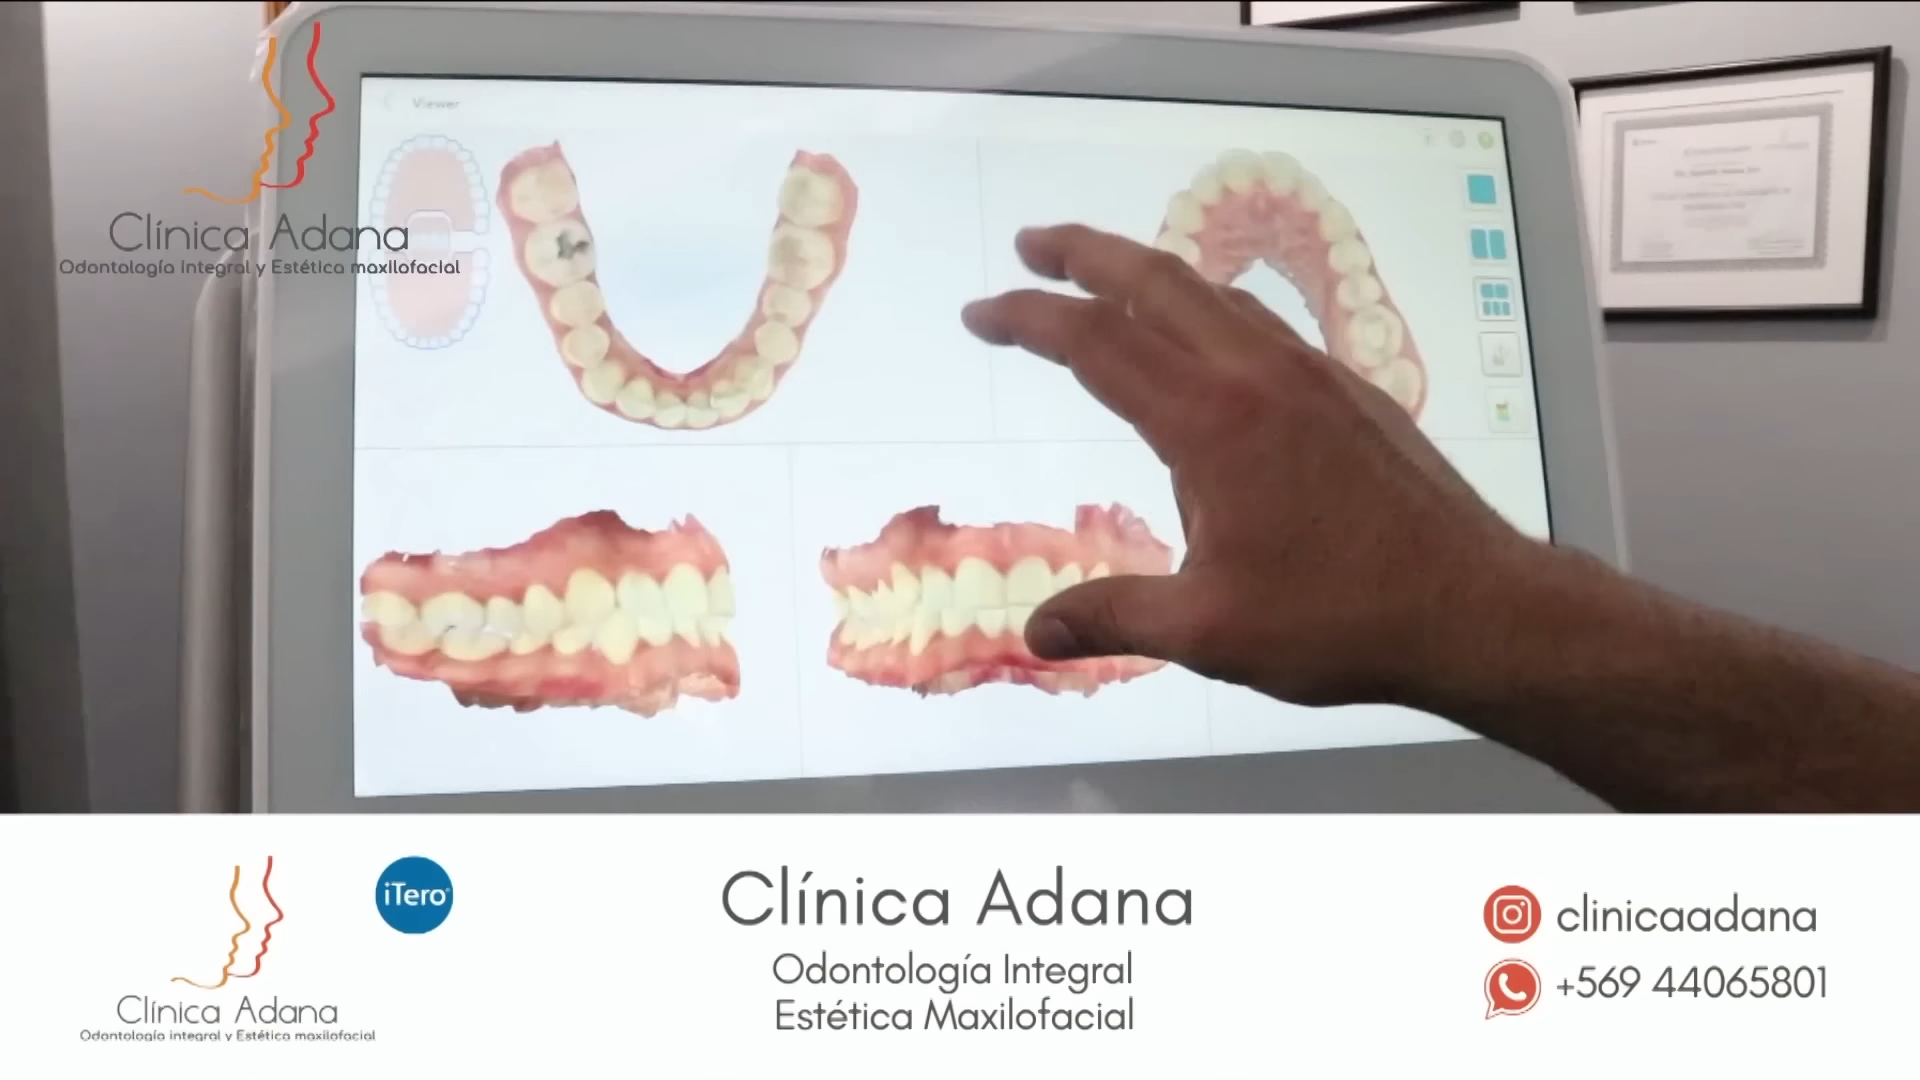 Viewer
Clínica Adana
Odontología Integral y Estética maxilofacial
iTero
Clínica Adana
Odontología integral y Estética maxilofacial
Clínica Adana
Odontología Integral
Estética Maxilofacial
clinicaadana
+569 44065801